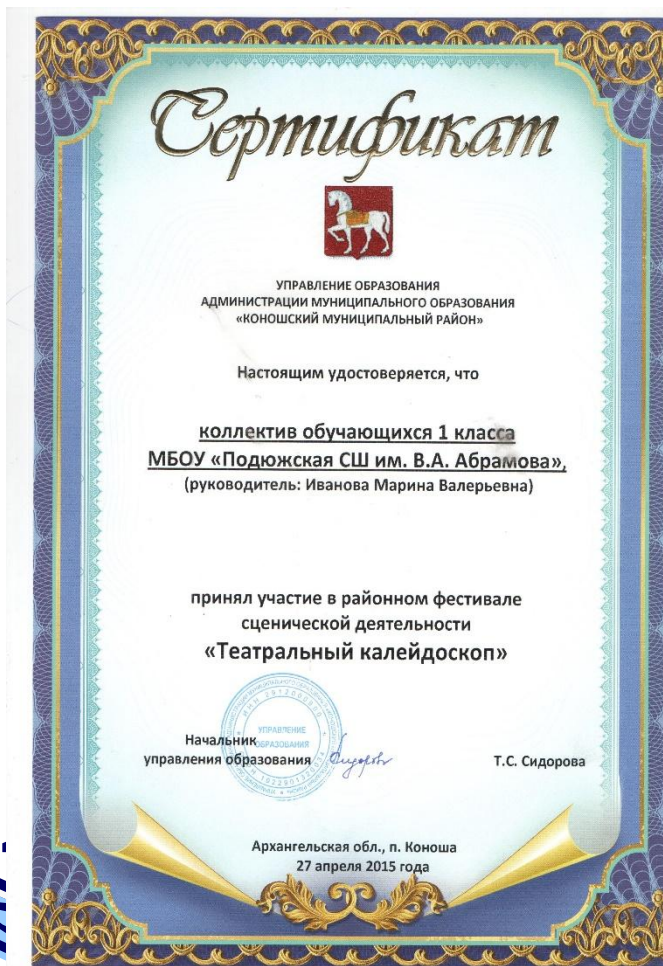 Сертификат
УПРАВЛЕНИЕ ОБРАЗОВАНИЯ
АДМИНИСТРАЦИИ МУНИЦИПАЛЬНОГО ОБРАЗОВАНИЯ
«КОНОШСКИЙ МУНИЦИПАЛЬНЫЙ РАЙОН»
Настоящим удостоверяется, что
коллектив обучающихся 1 класса
МБОУ «Подюжская СШ им. В.А. Абрамова»,
(руководитель: Иванова Марина Валерьевна)
принял участие в районном фестивале
сценической деятельности
«Театральный калейдоскоп»
УПРАВЛЕНИЕ
ОБРАЗОВАНИЯ
Начальник
управления образования
Т.С. Сидорова
Архангельская обл., п. Коноша
27 апреля 2015 года